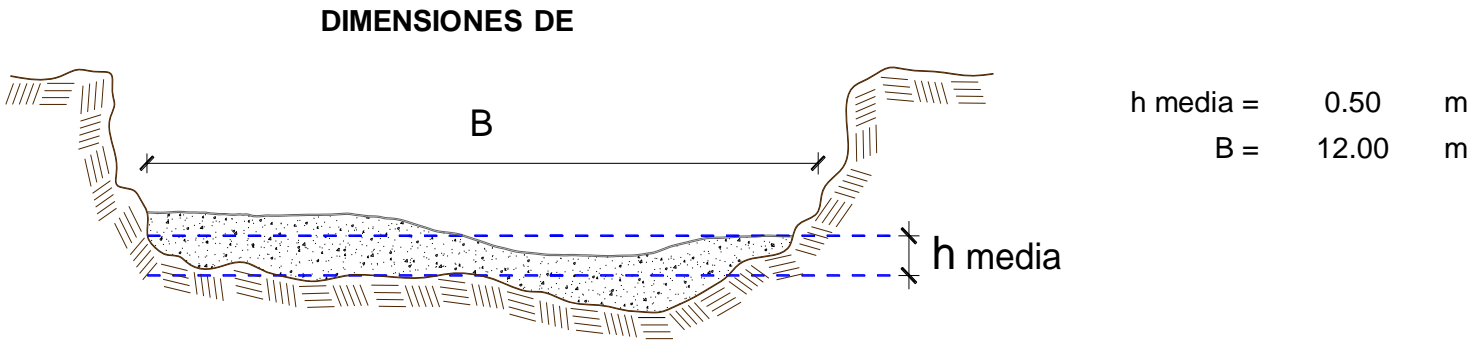 DIMENSIONES DE
B
h media
h media = 0.50 m
B = 12.00 m